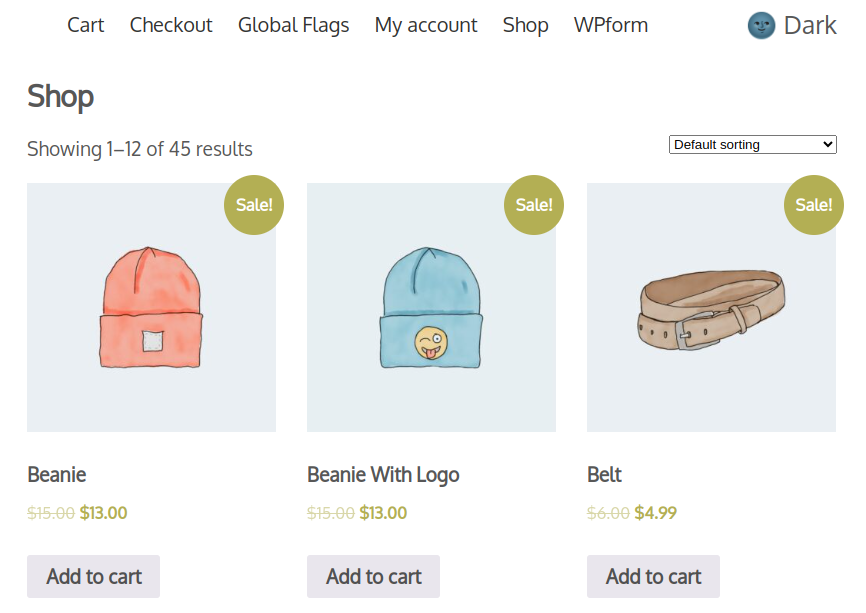 Cart Checkout Global Flags My account Shop WPform Dark
Shop
Showing 1–12 of 45 results Default sorting
Sale! Sale! Sale!
Beanie Beanie With Logo Belt
$15.00 $13.00 $15.00 $13.00 $6.00 $4.99
Add to cart Add to cart Add to cart